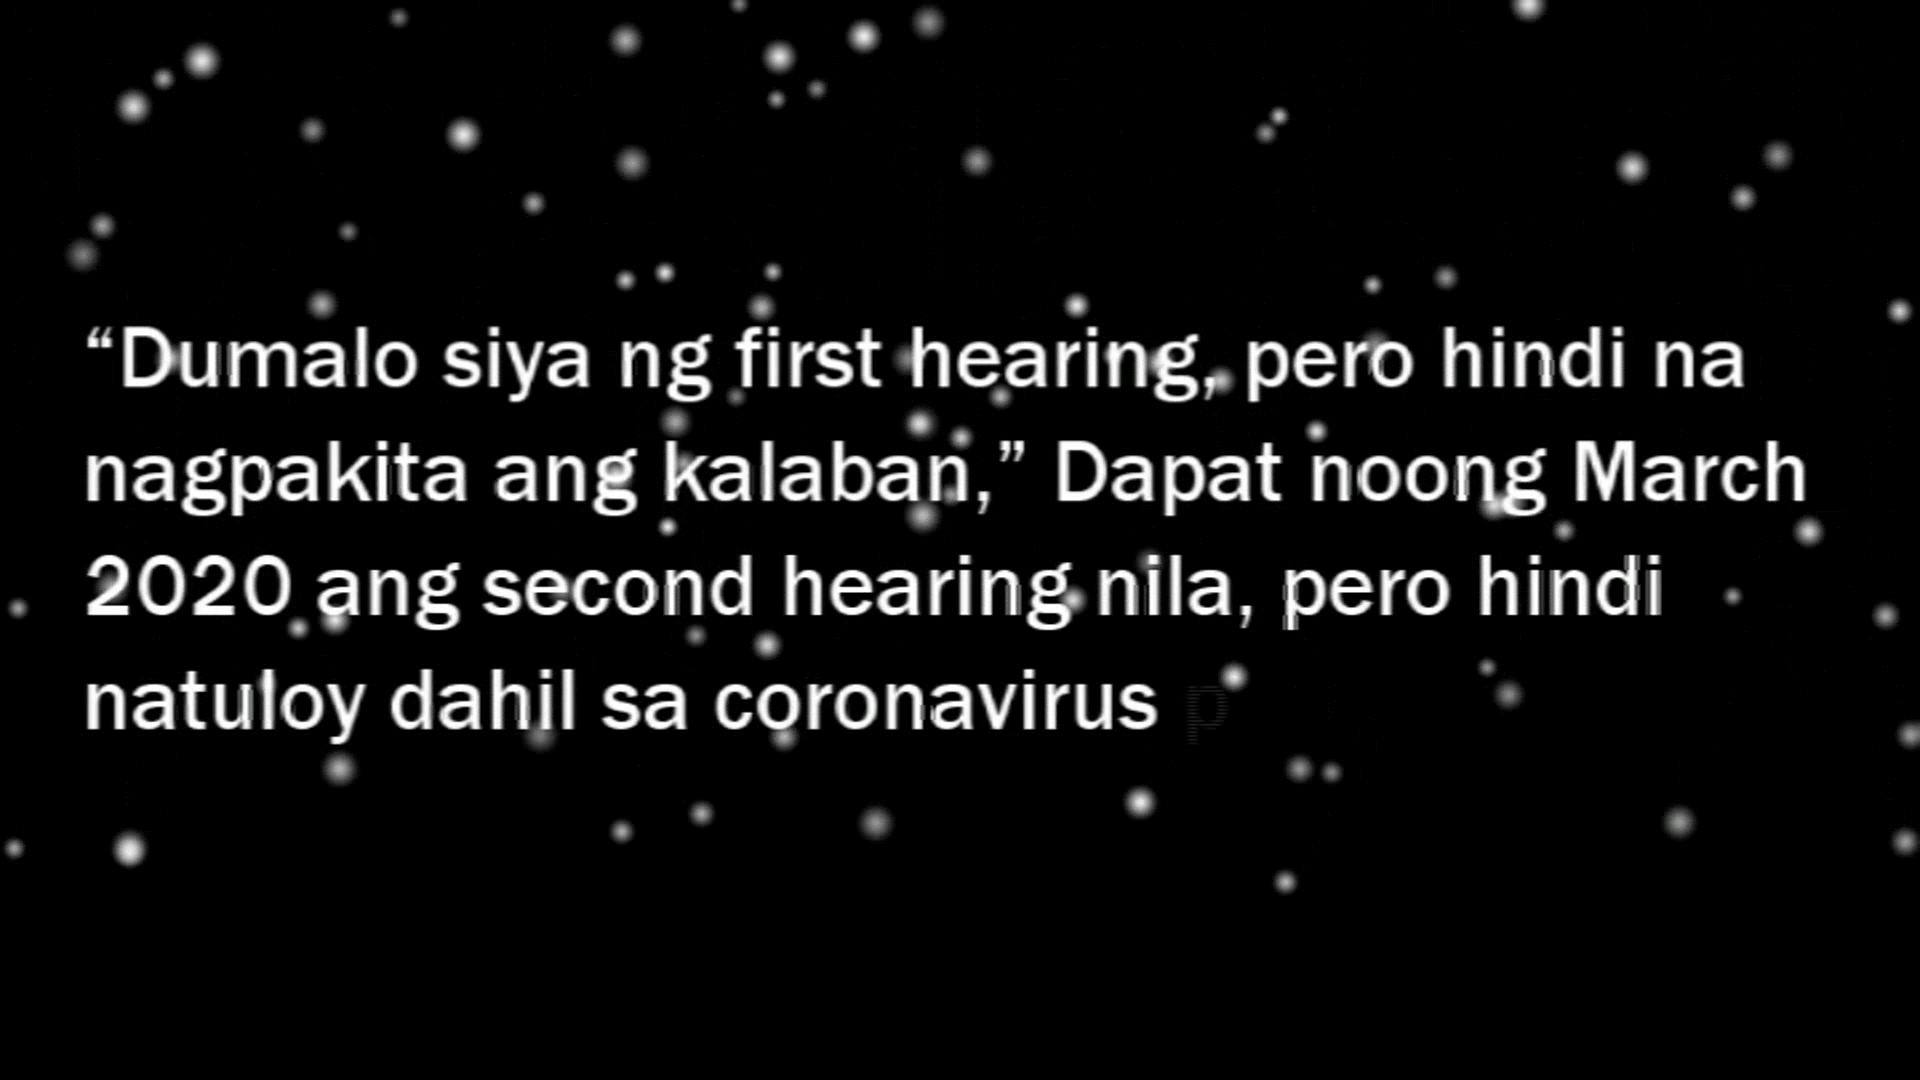 “Dumalo siya ng first hearing, pero hindi na
nagpakita ang kalaban,” Dapat noong March
2020 ang second hearing nila, pero hindi
natuloy dahil sa coronavirus p